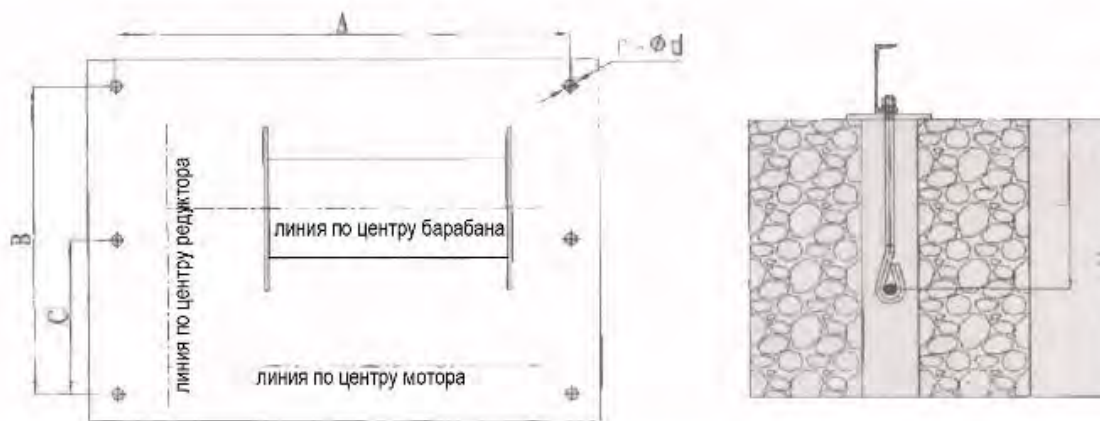 A
Φd
B
C
линия по центру редуктора
линия по центру барабана
линия по центру мотора